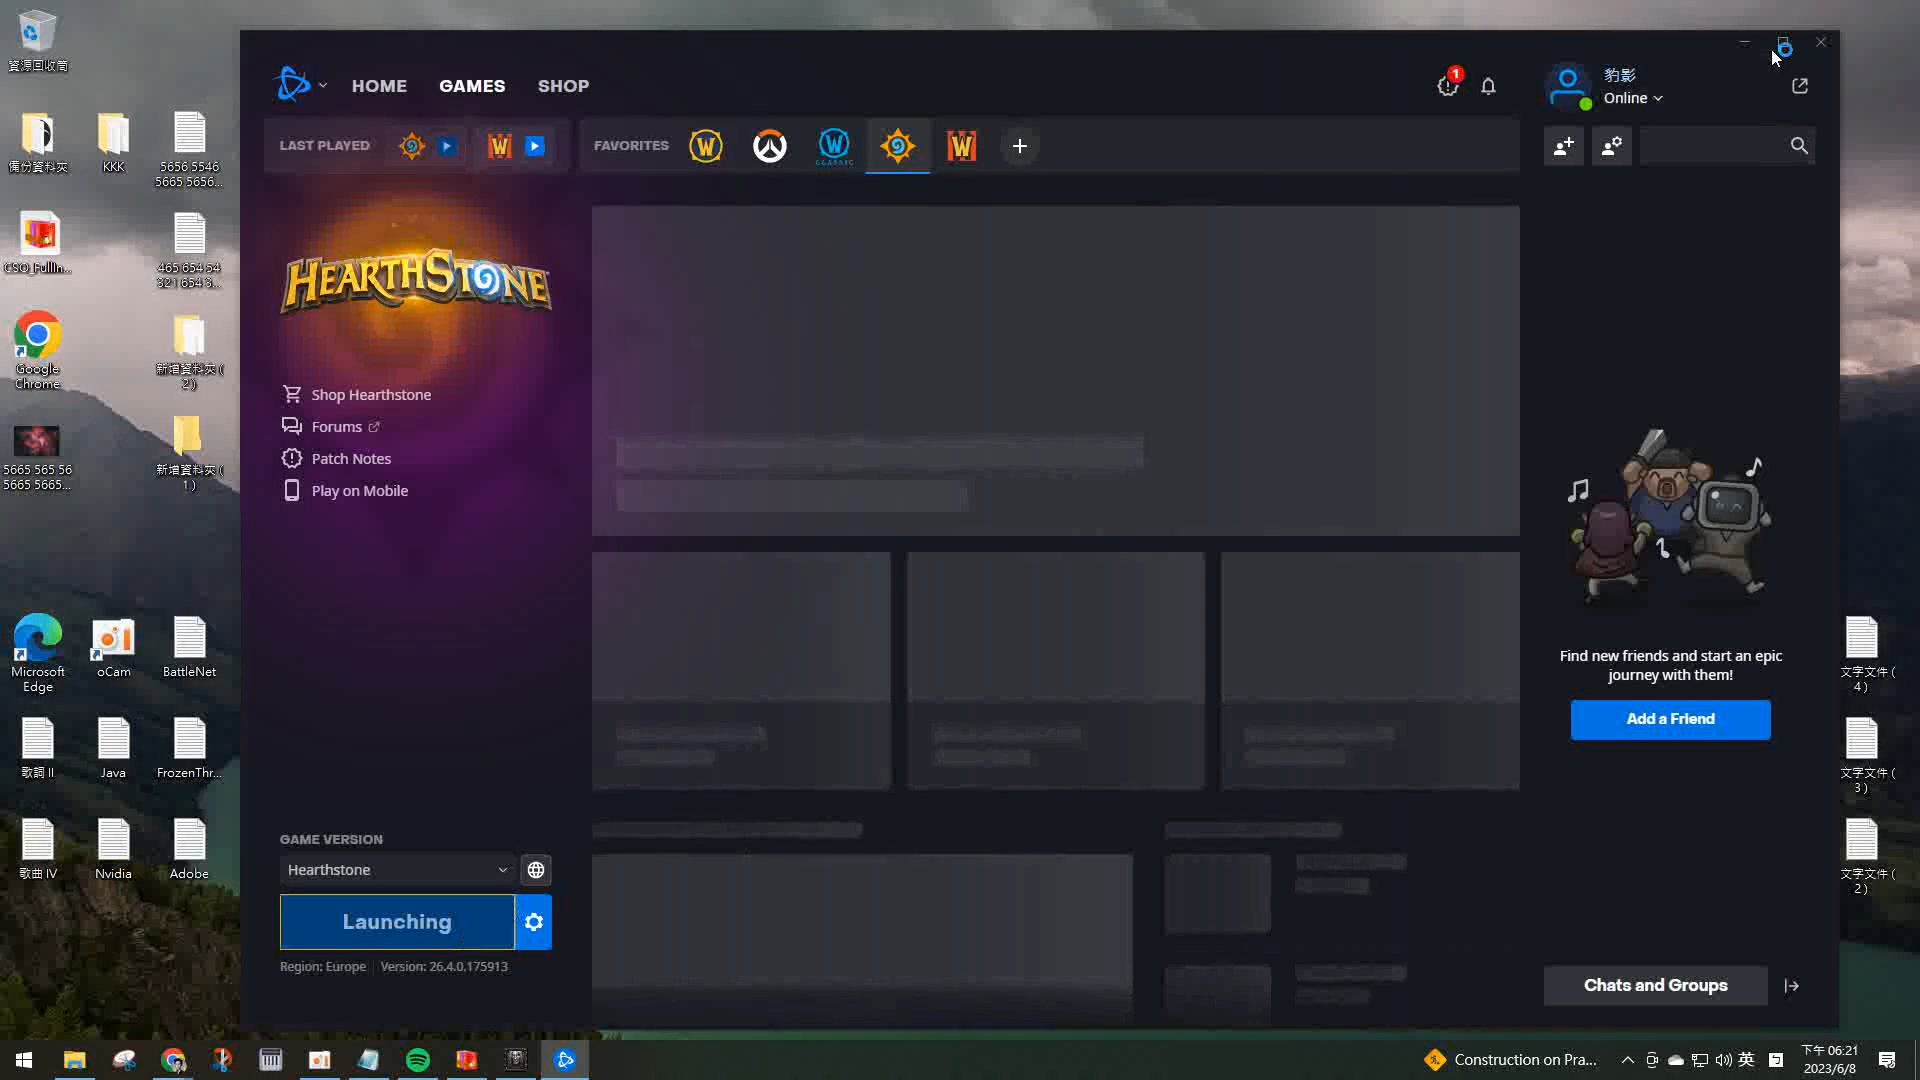 資源回收筒
備份資料夾
KKK
5656 5546
5665 5656...
CSO_FullIn...
465 654 54
321 654 3...
Google
Chrome
新增資料夾 (
2 )
5665 565 56
5665 5665...
新增資料夾 (
1 )
Microsoft
Edge
oCam
BattleNet
歌詞 II
Java
FrozenThr...
歌曲 IV
Nvidia
Adobe
HOME
GAMES
SHOP
1
豹影
Online
LAST PLAYED
FAVORITES
CLASSIC
HEARTHSTONE
Shop Hearthstone
Forums
Patch Notes
Play on Mobile
GAME VERSION
Hearthstone
Launching
Region: Europe
Version: 26.4.0.175913
Find new friends and start an epic
journey with them!
Add a Friend
Chats and Groups
文字文件 (
4 )
文字文件 (
3 )
文字文件 (
2 )
Construction on Pra...
英
下午 06:21
2023/6/8